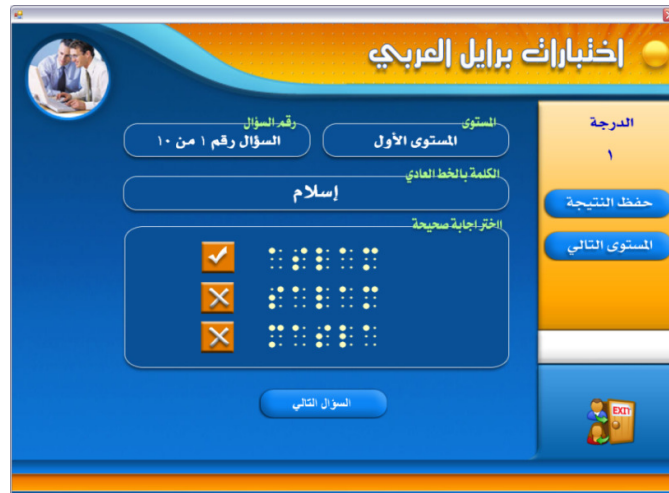 اختبارات برايل العربي
المستوى
المستوى الأول
رقم السؤال
السؤال رقم ١ من ١٠
الكلمة بالخط العادي
إسلام
اختر اجابة صحيحة
السؤال التالي
الدرجة
١
حفظ النتيجة
المستوى التالي
EXIT